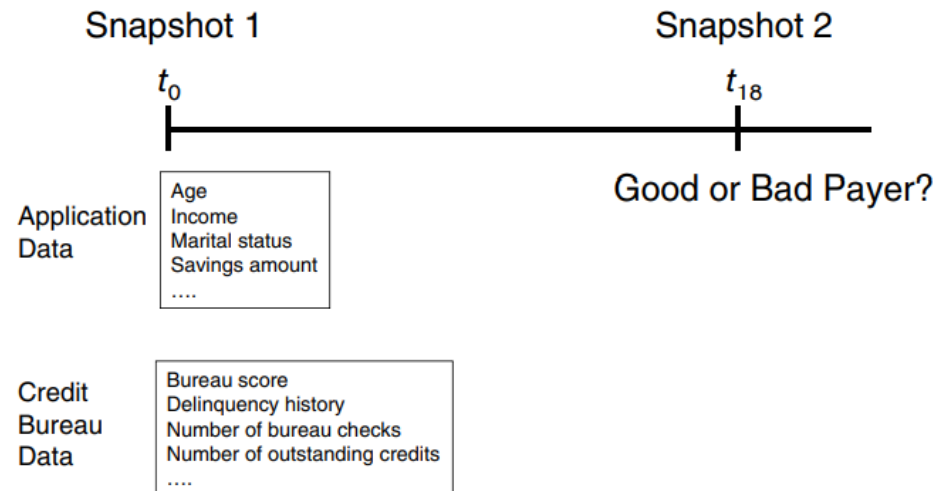 Snapshot 1
Snapshot 2
t0
t18
Good or Bad Payer?
Application
Data
Age
Income
Marital status
Savings amount
....
Credit
Bureau
Data
Bureau score
Delinquency history
Number of bureau checks
Number of outstanding credits
....